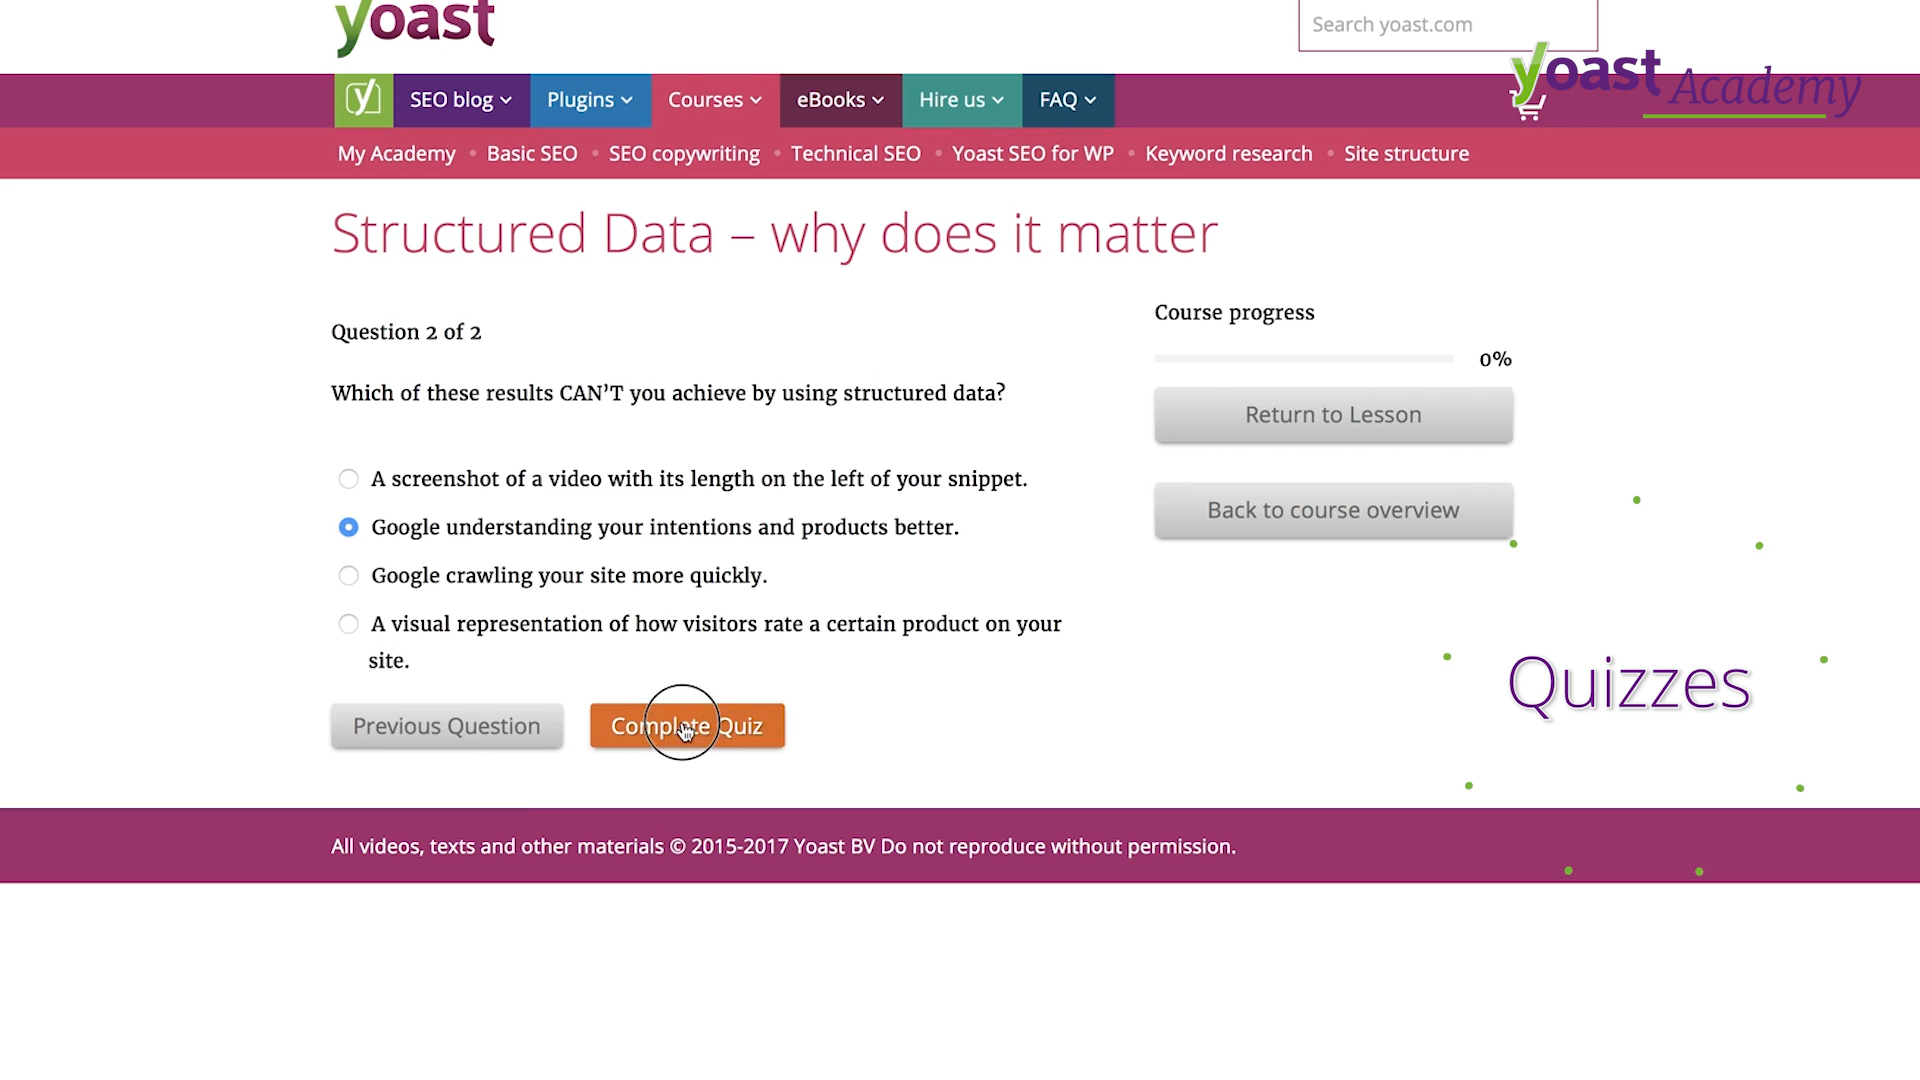 yoast
Search yoast.com
yoast Academy
SEO blog Plugins Courses eBooks Hire us FAQ
My Academy • Basic SEO • SEO copywriting • Technical SEO • Yoast SEO for WP • Keyword research • Site structure
Structured Data – why does it matter
Question 2 of 2
Which of these results CAN’T you achieve by using structured data?
A screenshot of a video with its length on the left of your snippet.
Google understanding your intentions and products better.
Google crawling your site more quickly.
A visual representation of how visitors rate a certain product on your
site.
Previous Question
Complete Quiz
Course progress
0%
Return to Lesson
Back to course overview
Quizzes
All videos, texts and other materials © 2015-2017 Yoast BV Do not reproduce without permission.